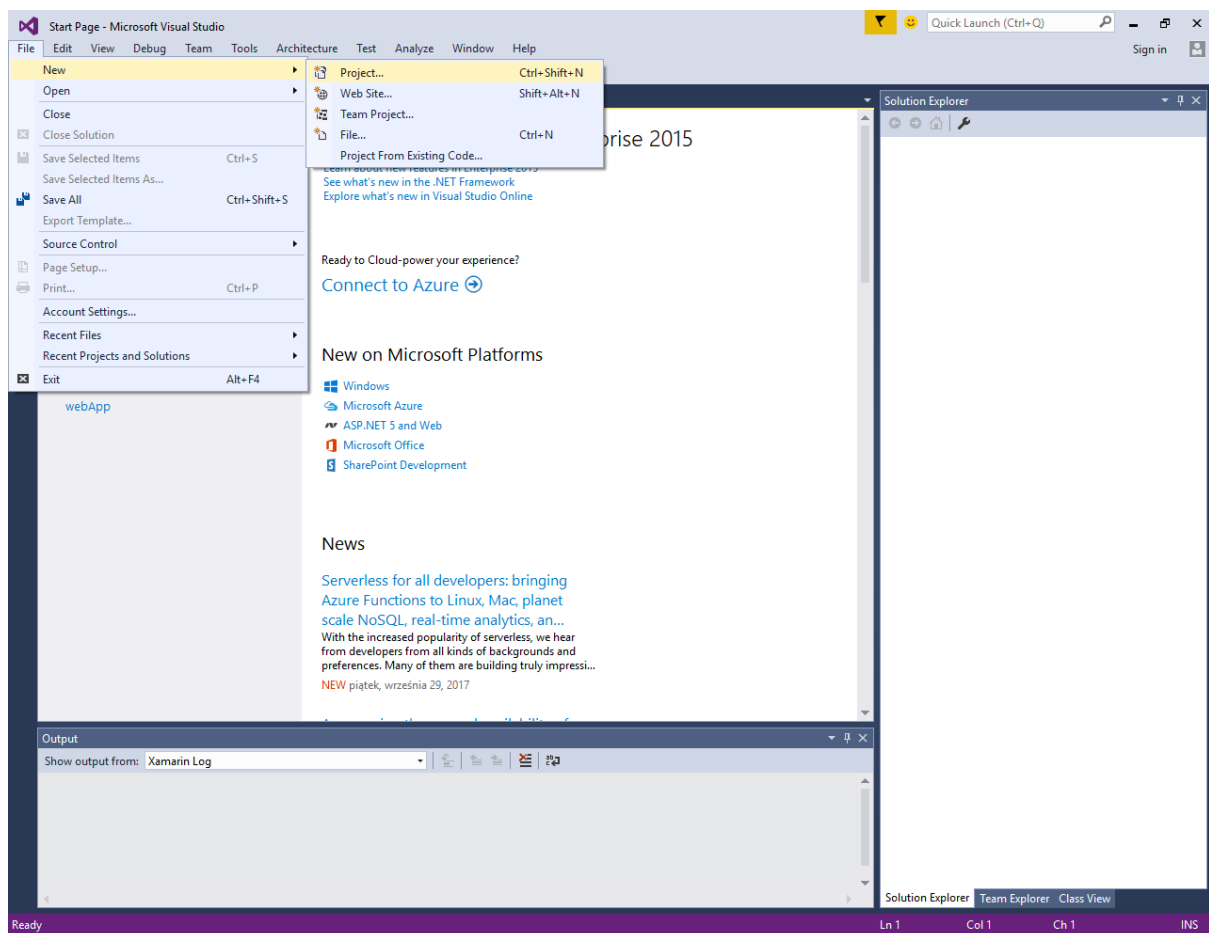 Start Page - Microsoft Visual Studio
Quick Launch (Ctrl+Q)
File Edit View Debug Team Tools Architecture Test Analyze Window Help
Sign in
New
Open
Close
Close Solution
Save Selected Items Ctrl+S
Save Selected Items As...
Save All Ctrl+Shift+S
Export Template...
Source Control
Page Setup...
Print... Ctrl+P
Account Settings...
Recent Files
Recent Projects and Solutions
Exit Alt+F4
Project... Ctrl+Shift+N
Web Site... Shift+Alt+N
Team Project...
File... Ctrl+N
Project From Existing Code...
prise 2015
Learn about new features in Enterprise 2015
See what's new in the .NET Framework
Explore what's new in Visual Studio Online
Ready to Cloud-power your experience?
Connect to Azure
New on Microsoft Platforms
Windows
Microsoft Azure
ASP.NET 5 and Web
Microsoft Office
SharePoint Development
webApp
News
Serverless for all developers: bringing
Azure Functions to Linux, Mac, planet
scale NoSQL, real-time analytics, an...
With the increased popularity of serverless, we hear
from developers from all kinds of backgrounds and
preferences. Many of them are building truly impressi...
NEW piątek, września 29, 2017
Solution Explorer
Output
Show output from: Xamarin Log
Solution Explorer Team Explorer Class View
Ready Ln 1 Col 1 Ch 1 INS